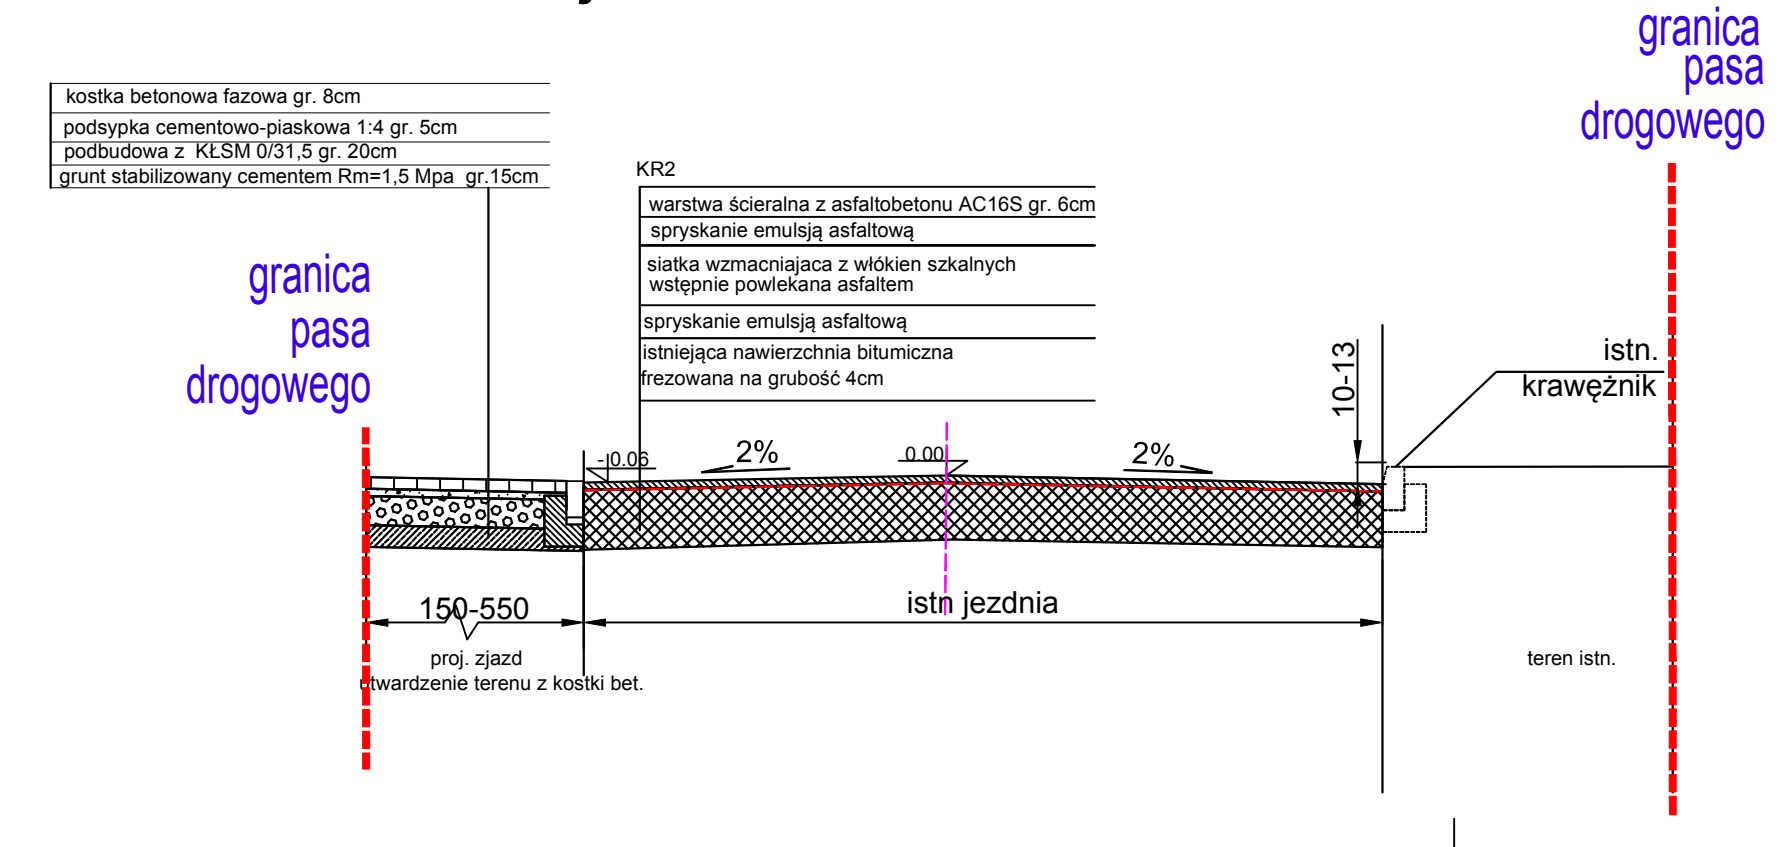 granica
pasa
drogowego
kostka betonowa fazowa gr. 8cm
podsypka cementowo-piaskowa 1:4 gr. 5cm
podbudowa z KŁSM 0/31,5 gr. 20cm
grunt stabilizowany cementem Rm=1,5 Mpa gr.15cm
KR2
warstwa ścieralna z asfaltobetonu AC16S gr. 6cm
spryskanie emulsją asfaltową
siatka wzmacniajaca z włókien szkalnych
wstępnie powlekana asfaltem
spryskanie emulsją asfaltową
istniejąca nawierzchnia bitumiczna
frezowana na grubość 4cm
granica
pasa
drogowego
10-13
istn.
krawężnik
-0.06
2%
0.00
2%
150-550
istn jezdnia
proj. zjazd
utwardzenie terenu z kostki bet.
teren istn.